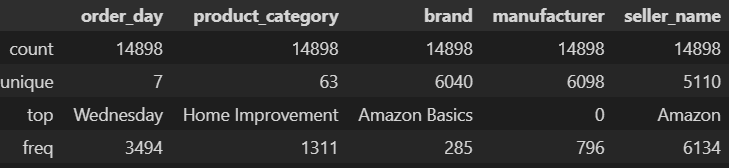 order_day product_category brand manufacturer seller_name
count 14898 14898 14898 14898 14898
unique 7 63 6040 6098 5110
top Wednesday Home Improvement Amazon Basics 0 Amazon
freq 3494 1311 285 796 6134